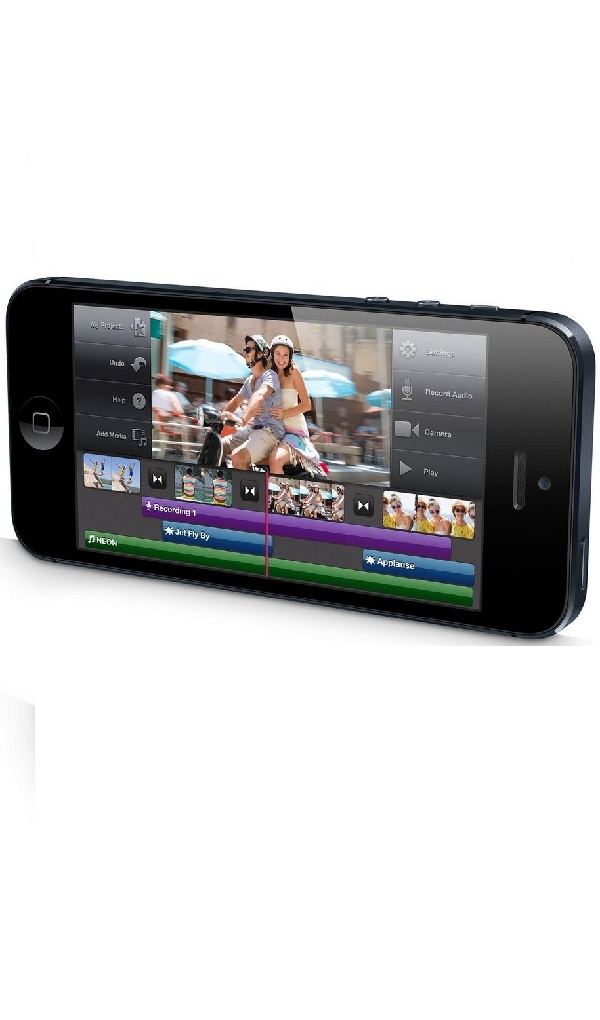 My Projects
Undo
Help
Add Media
Settings
Record Audio
Camera
Play
Recording 1
Jet Fly By
Applause
NEON